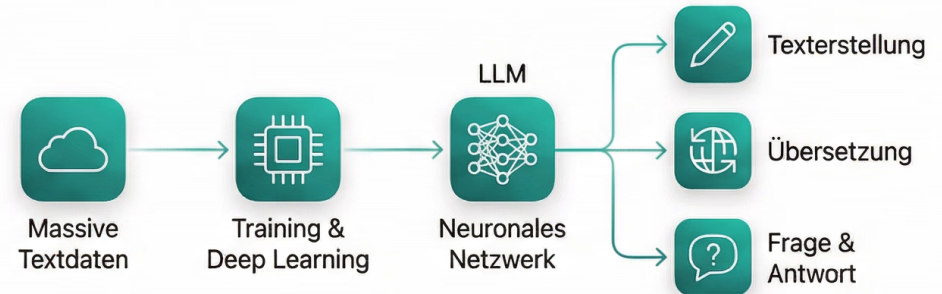 Massive
Textdaten
Training &
Deep Learning
LLM
Neuronales
Netzwerk
Texterstellung
Übersetzung
Frage &
Antwort